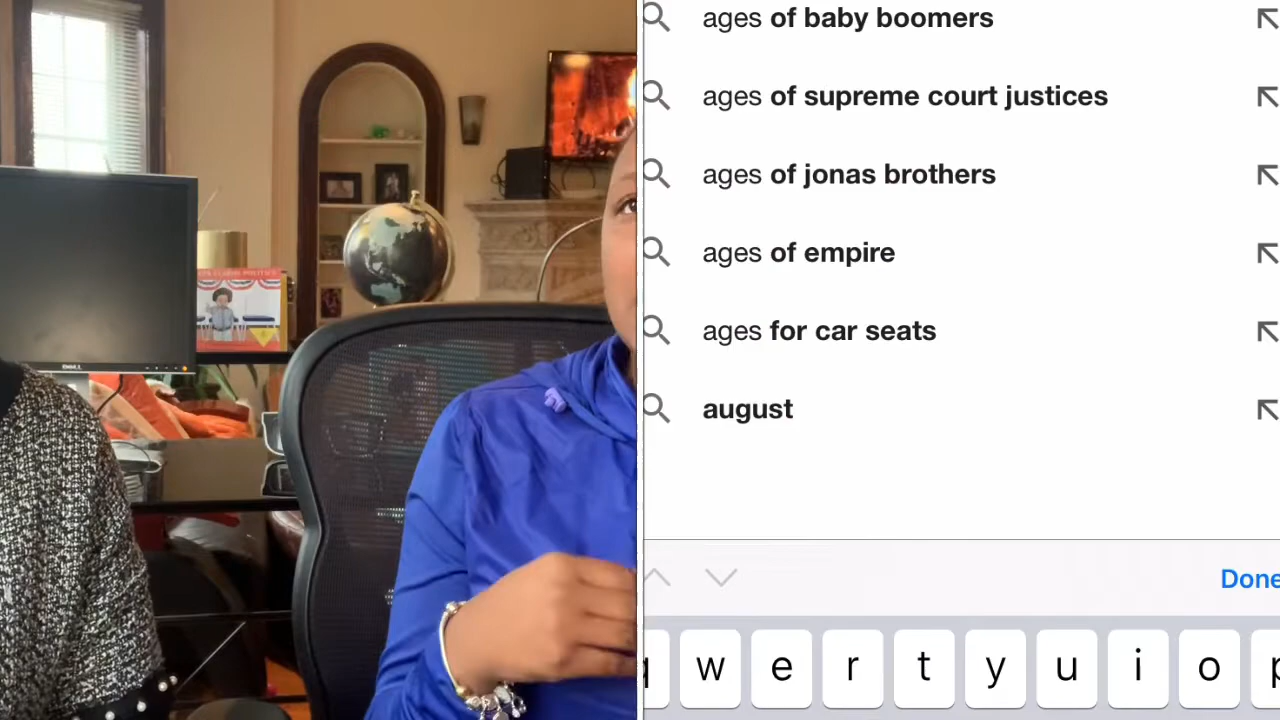 ages of baby boomers
ages of supreme court justices
ages of jonas brothers
ages of empire
ages for car seats
august
Done
q w e r t y u i o p
DELL